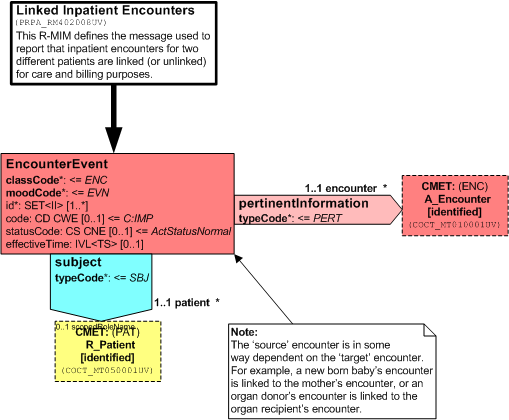 Linked Inpatient Encounters
(PRPA_RM402008UV)
This R-MIM defines the message used to
report that inpatient encounters for two
different patients are linked (or unlinked)
for care and billing purposes.
EncounterEvent
classCode*: <= ENC
moodCode*: <= EVN
id*: SET<II> [1..*]
code: CD CWE [0..1] <= C:IMP
statusCode: CS CNE [0..1] <= ActStatusNormal
effectiveTime: IVL<TS> [0..1]
1..1 encounter *
pertinentInformation
typeCode*: <= PERT
CMET: (ENC)
A_Encounter
[identified]
(COCT_MT010001UV)
subject
typeCode*: <= SBJ
1..1 patient *
0..1 scopedRoleName
CMET: (PAT)
R_Patient
[identified]
(COCT_MT050001UV)
Note:
The 'source' encounter is in some
way dependent on the 'target' encounter.
For example, a new born baby's encounter
is linked to the mother's encounter, or an
organ donor's encounter is linked to the
organ recipient's encounter.